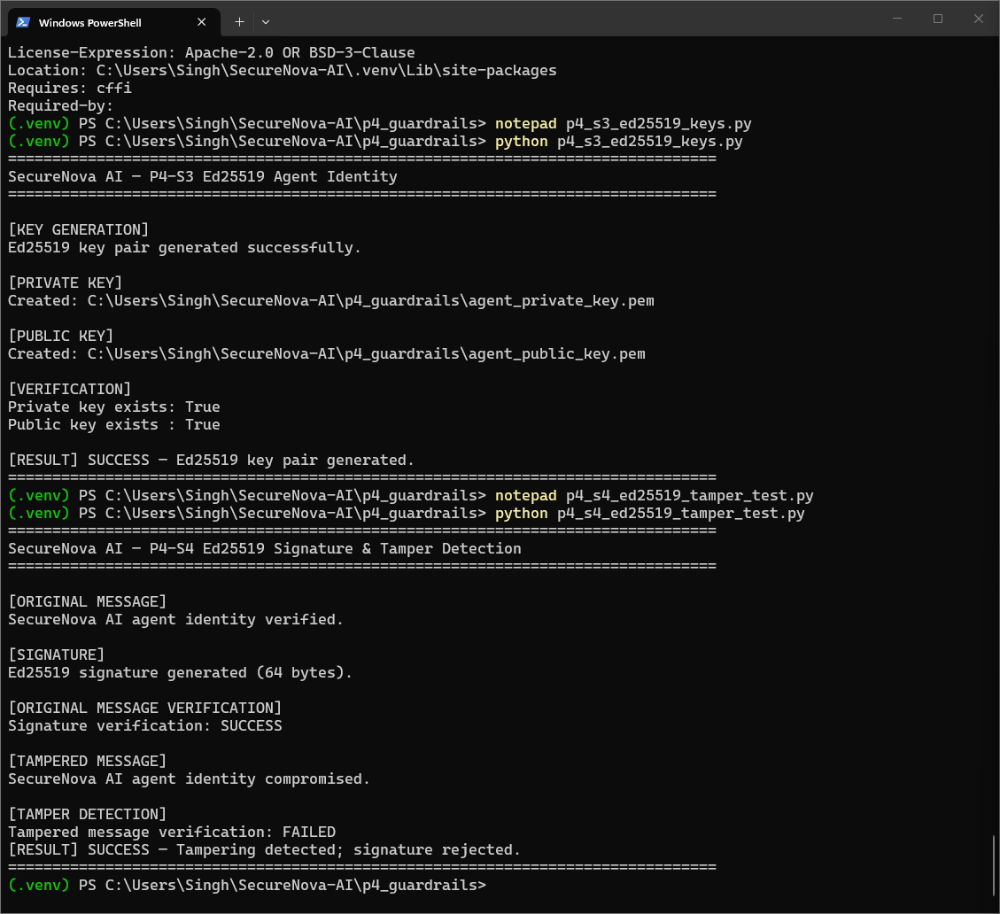 Windows PowerShell
License-Expression: Apache-2.0 OR BSD-3-Clause
Location: C:\Users\Singh\SecureNova-AI\.venv\Lib\site-packages
Requires: cffi
Required-by:
(.venv) PS C:\Users\Singh\SecureNova-AI\p4_guardrails> notepad p4_s3_ed25519_keys.py
(.venv) PS C:\Users\Singh\SecureNova-AI\p4_guardrails> python p4_s3_ed25519_keys.py
================================================================================
SecureNova AI — P4-S3 Ed25519 Agent Identity
================================================================================
[KEY GENERATION]
Ed25519 key pair generated successfully.
[PRIVATE KEY]
Created: C:\Users\Singh\SecureNova-AI\p4_guardrails\agent_private_key.pem
[PUBLIC KEY]
Created: C:\Users\Singh\SecureNova-AI\p4_guardrails\agent_public_key.pem
[VERIFICATION]
Private key exists: True
Public key exists : True
[RESULT] SUCCESS — Ed25519 key pair generated.
================================================================================
(.venv) PS C:\Users\Singh\SecureNova-AI\p4_guardrails> notepad p4_s4_ed25519_tamper_test.py
(.venv) PS C:\Users\Singh\SecureNova-AI\p4_guardrails> python p4_s4_ed25519_tamper_test.py
================================================================================
SecureNova AI — P4-S4 Ed25519 Signature & Tamper Detection
================================================================================
[ORIGINAL MESSAGE]
SecureNova AI agent identity verified.
[SIGNATURE]
Ed25519 signature generated (64 bytes).
[ORIGINAL MESSAGE VERIFICATION]
Signature verification: SUCCESS
[TAMPERED MESSAGE]
SecureNova AI agent identity compromised.
[TAMPER DETECTION]
Tampered message verification: FAILED
[RESULT] SUCCESS — Tampering detected; signature rejected.
================================================================================
(.venv) PS C:\Users\Singh\SecureNova-AI\p4_guardrails>